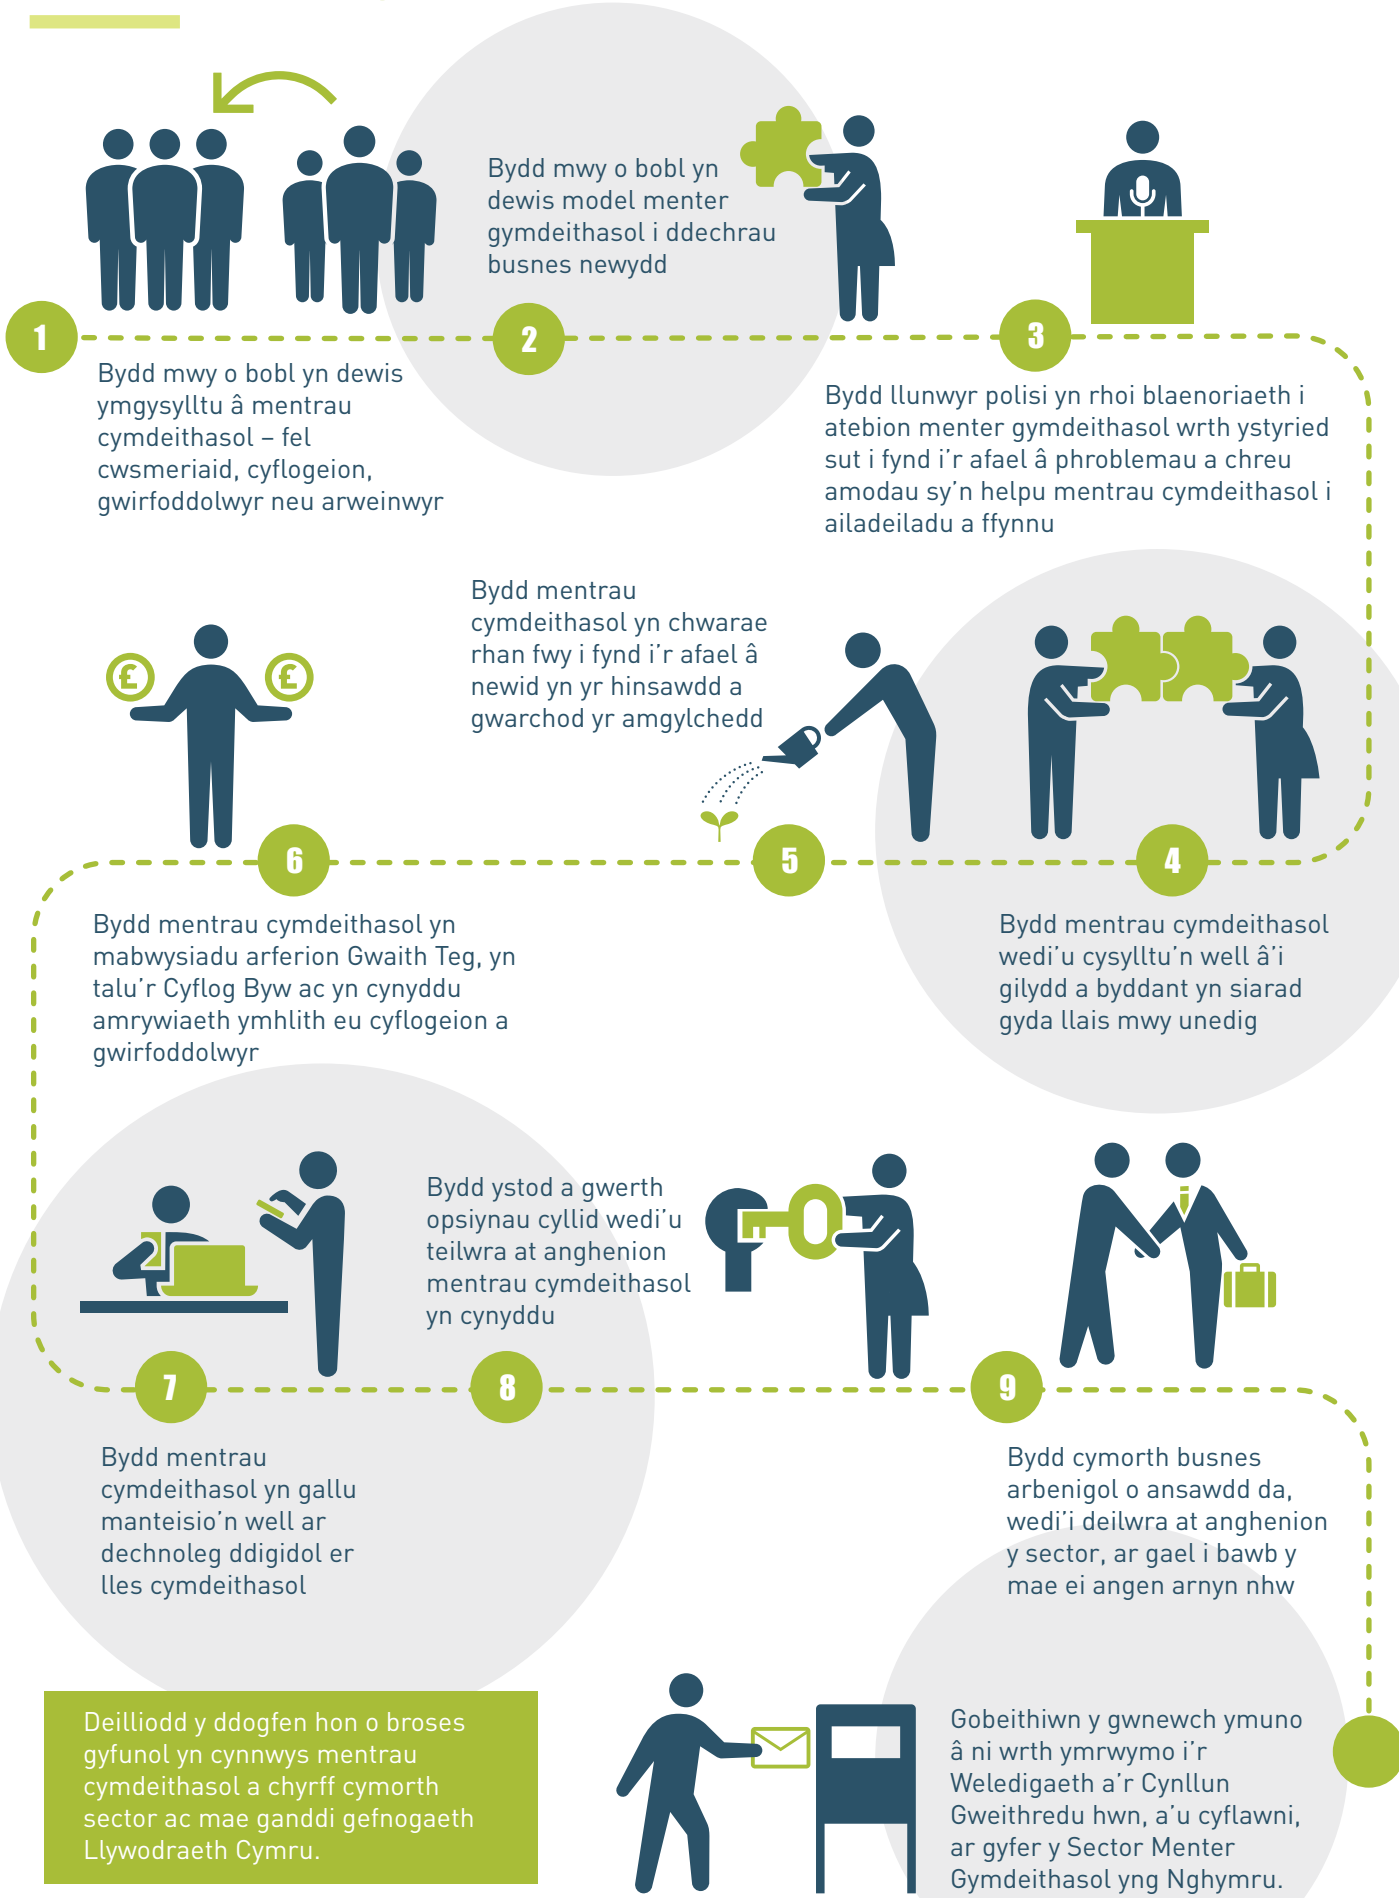 1
Bydd mwy o bobl yn dewis
ymgysylltu â mentrau
cymdeithasol – fel
cwsmeriaid, cyflogeion,
gwirfoddolwyr neu arweinwyr
Bydd mwy o bobl yn
dewis model menter
gymdeithasol i ddechrau
busnes newydd
2
3
Bydd llunwyr polisi yn rhoi blaenoriaeth i
atebion menter gymdeithasol wrth ystyried
sut i fynd i’r afael â phroblemau a chreu
amodau sy’n helpu mentrau cymdeithasol i
ailadeiladu a ffynnu
4
Bydd mentrau cymdeithasol
wedi’u cysylltu’n well â’i
gilydd a byddant yn siarad
gyda llais mwy unedig
Bydd mentrau
cymdeithasol yn chwarae
rhan fwy i fynd i’r afael â
newid yn yr hinsawdd a
gwarchod yr amgylchedd
5
£ £
6
Bydd mentrau cymdeithasol yn
mabwysiadu arferion Gwaith Teg, yn
talu’r Cyflog Byw ac yn cynyddu
amrywiaeth ymhlith eu cyflogeion a
gwirfoddolwyr
7
Bydd mentrau
cymdeithasol yn gallu
manteisio’n well ar
dechnoleg ddigidol er
lles cymdeithasol
Bydd ystod a gwerth
opsiynau cyllid wedi’u
teilwra at anghenion
mentrau cymdeithasol
yn cynyddu
8
9
Bydd cymorth busnes
arbenigol o ansawdd da,
wedi’i deilwra at anghenion
y sector, ar gael i bawb y
mae ei angen arnyn nhw
Deilliodd y ddogfen hon o broses
gyfunol yn cynnwys mentrau
cymdeithasol a chyrff cymorth
sector ac mae ganddi gefnogaeth
Llywodraeth Cymru.
Gobeithiwn y gwnewch ymuno
â ni wrth ymrwymo i’r
Weledigaeth a’r Cynllun
Gweithredu hwn, a’u cyflawni,
ar gyfer y Sector Menter
Gymdeithasol yng Nghymru.